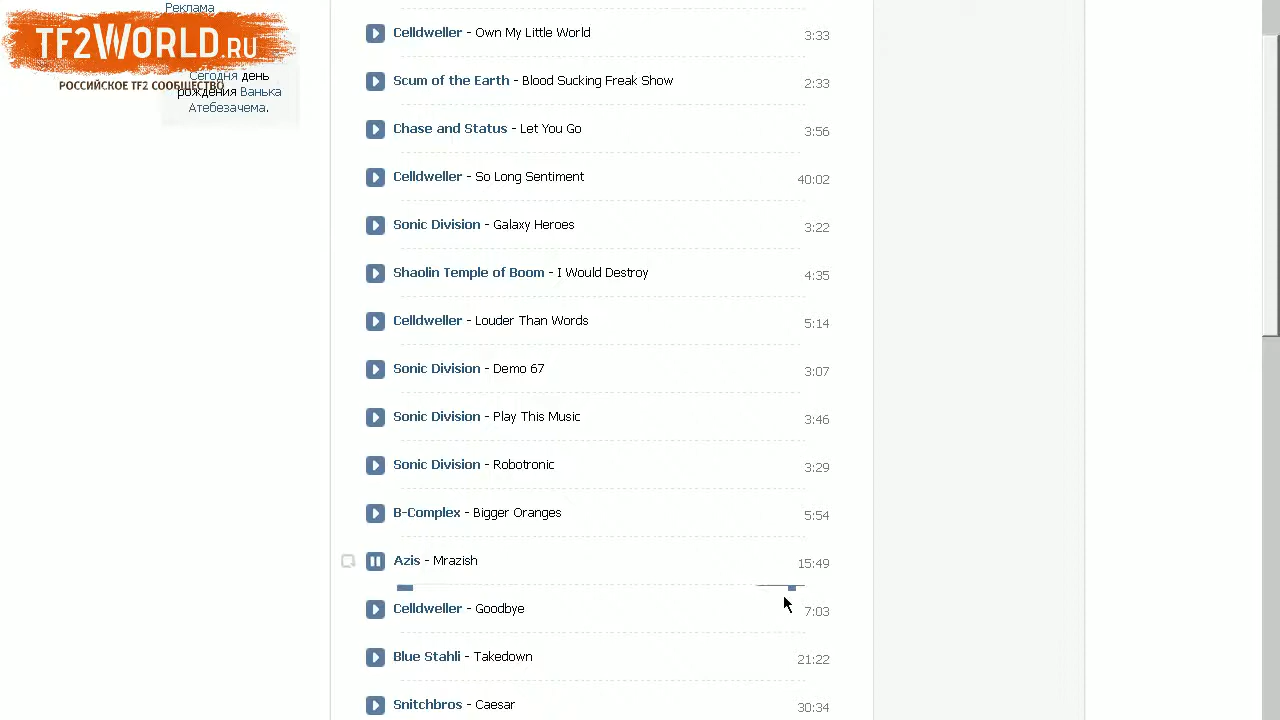 Реклама
TF2WORLD.RU
РОССИЙСКОЕ TF2 СООБЩЕСТВО
Сегодня день
рождения Ванька
Атебезачема.
Celldweller - Own My Little World 3:33
Scum of the Earth - Blood Sucking Freak Show 2:33
Chase and Status - Let You Go 3:56
Celldweller - So Long Sentiment 40:02
Sonic Division - Galaxy Heroes 3:22
Shaolin Temple of Boom - I Would Destroy 4:35
Celldweller - Louder Than Words 5:14
Sonic Division - Demo 67 3:07
Sonic Division - Play This Music 3:46
Sonic Division - Robotronic 3:29
B-Complex - Bigger Oranges 5:54
Azis - Mrazish 15:49
Celldweller - Goodbye 7:03
Blue Stahli - Takedown 21:22
Snitchbros - Caesar 30:34